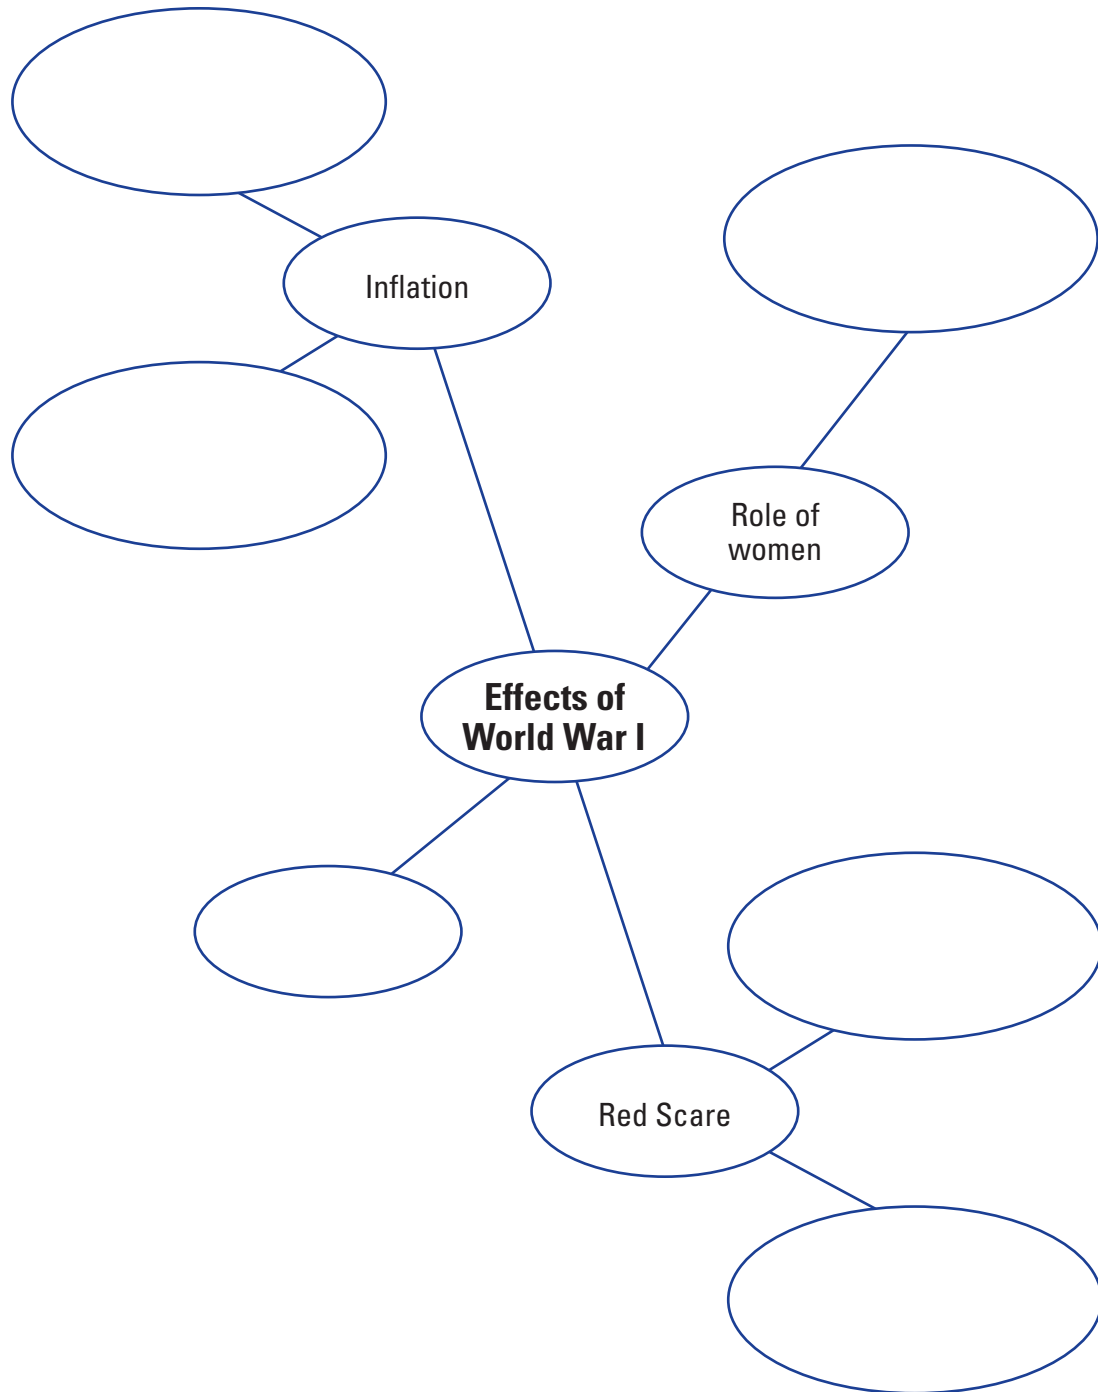 Inflation
Role of
women
Effects of
World War I
Red Scare